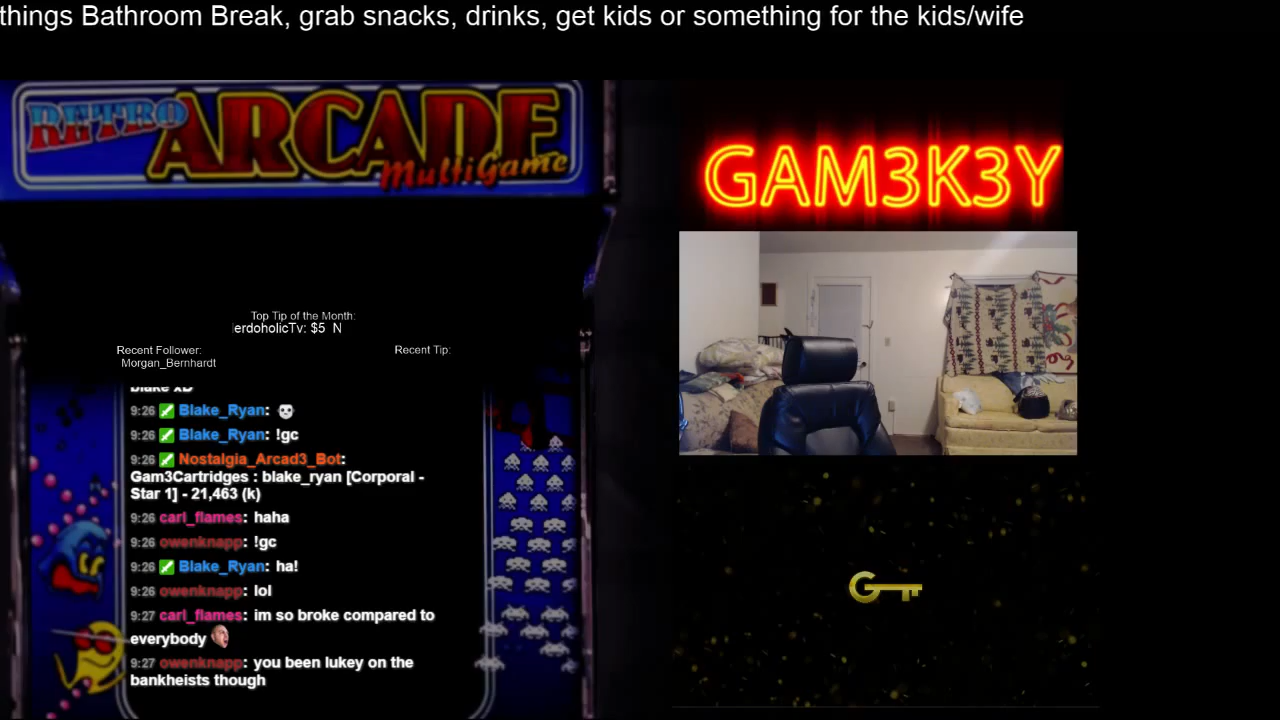 things Bathroom Break, grab snacks, drinks, get kids or something for the kids/wife
RETRO ARCADE
MultiGame
GAM3K3Y
Top Tip of the Month:
erdoholicTv: $5 N
Recent Follower:
Morgan_Bernhardt
Recent Tip:
blake xD
9:26 Blake_Ryan:
9:26 Blake_Ryan: !gc
9:26 Nostalgia_Arcad3_Bot:
Gam3Cartridges : blake_ryan [Corporal -
Star 1] - 21,463 (k)
9:26 carl_flames: haha
9:26 owenknapp: !gc
9:26 Blake_Ryan: ha!
9:26 owenknapp: lol
9:27 carl_flames: im so broke compared to
everybody
9:27 owenknapp: you been lukey on the
bankheists though